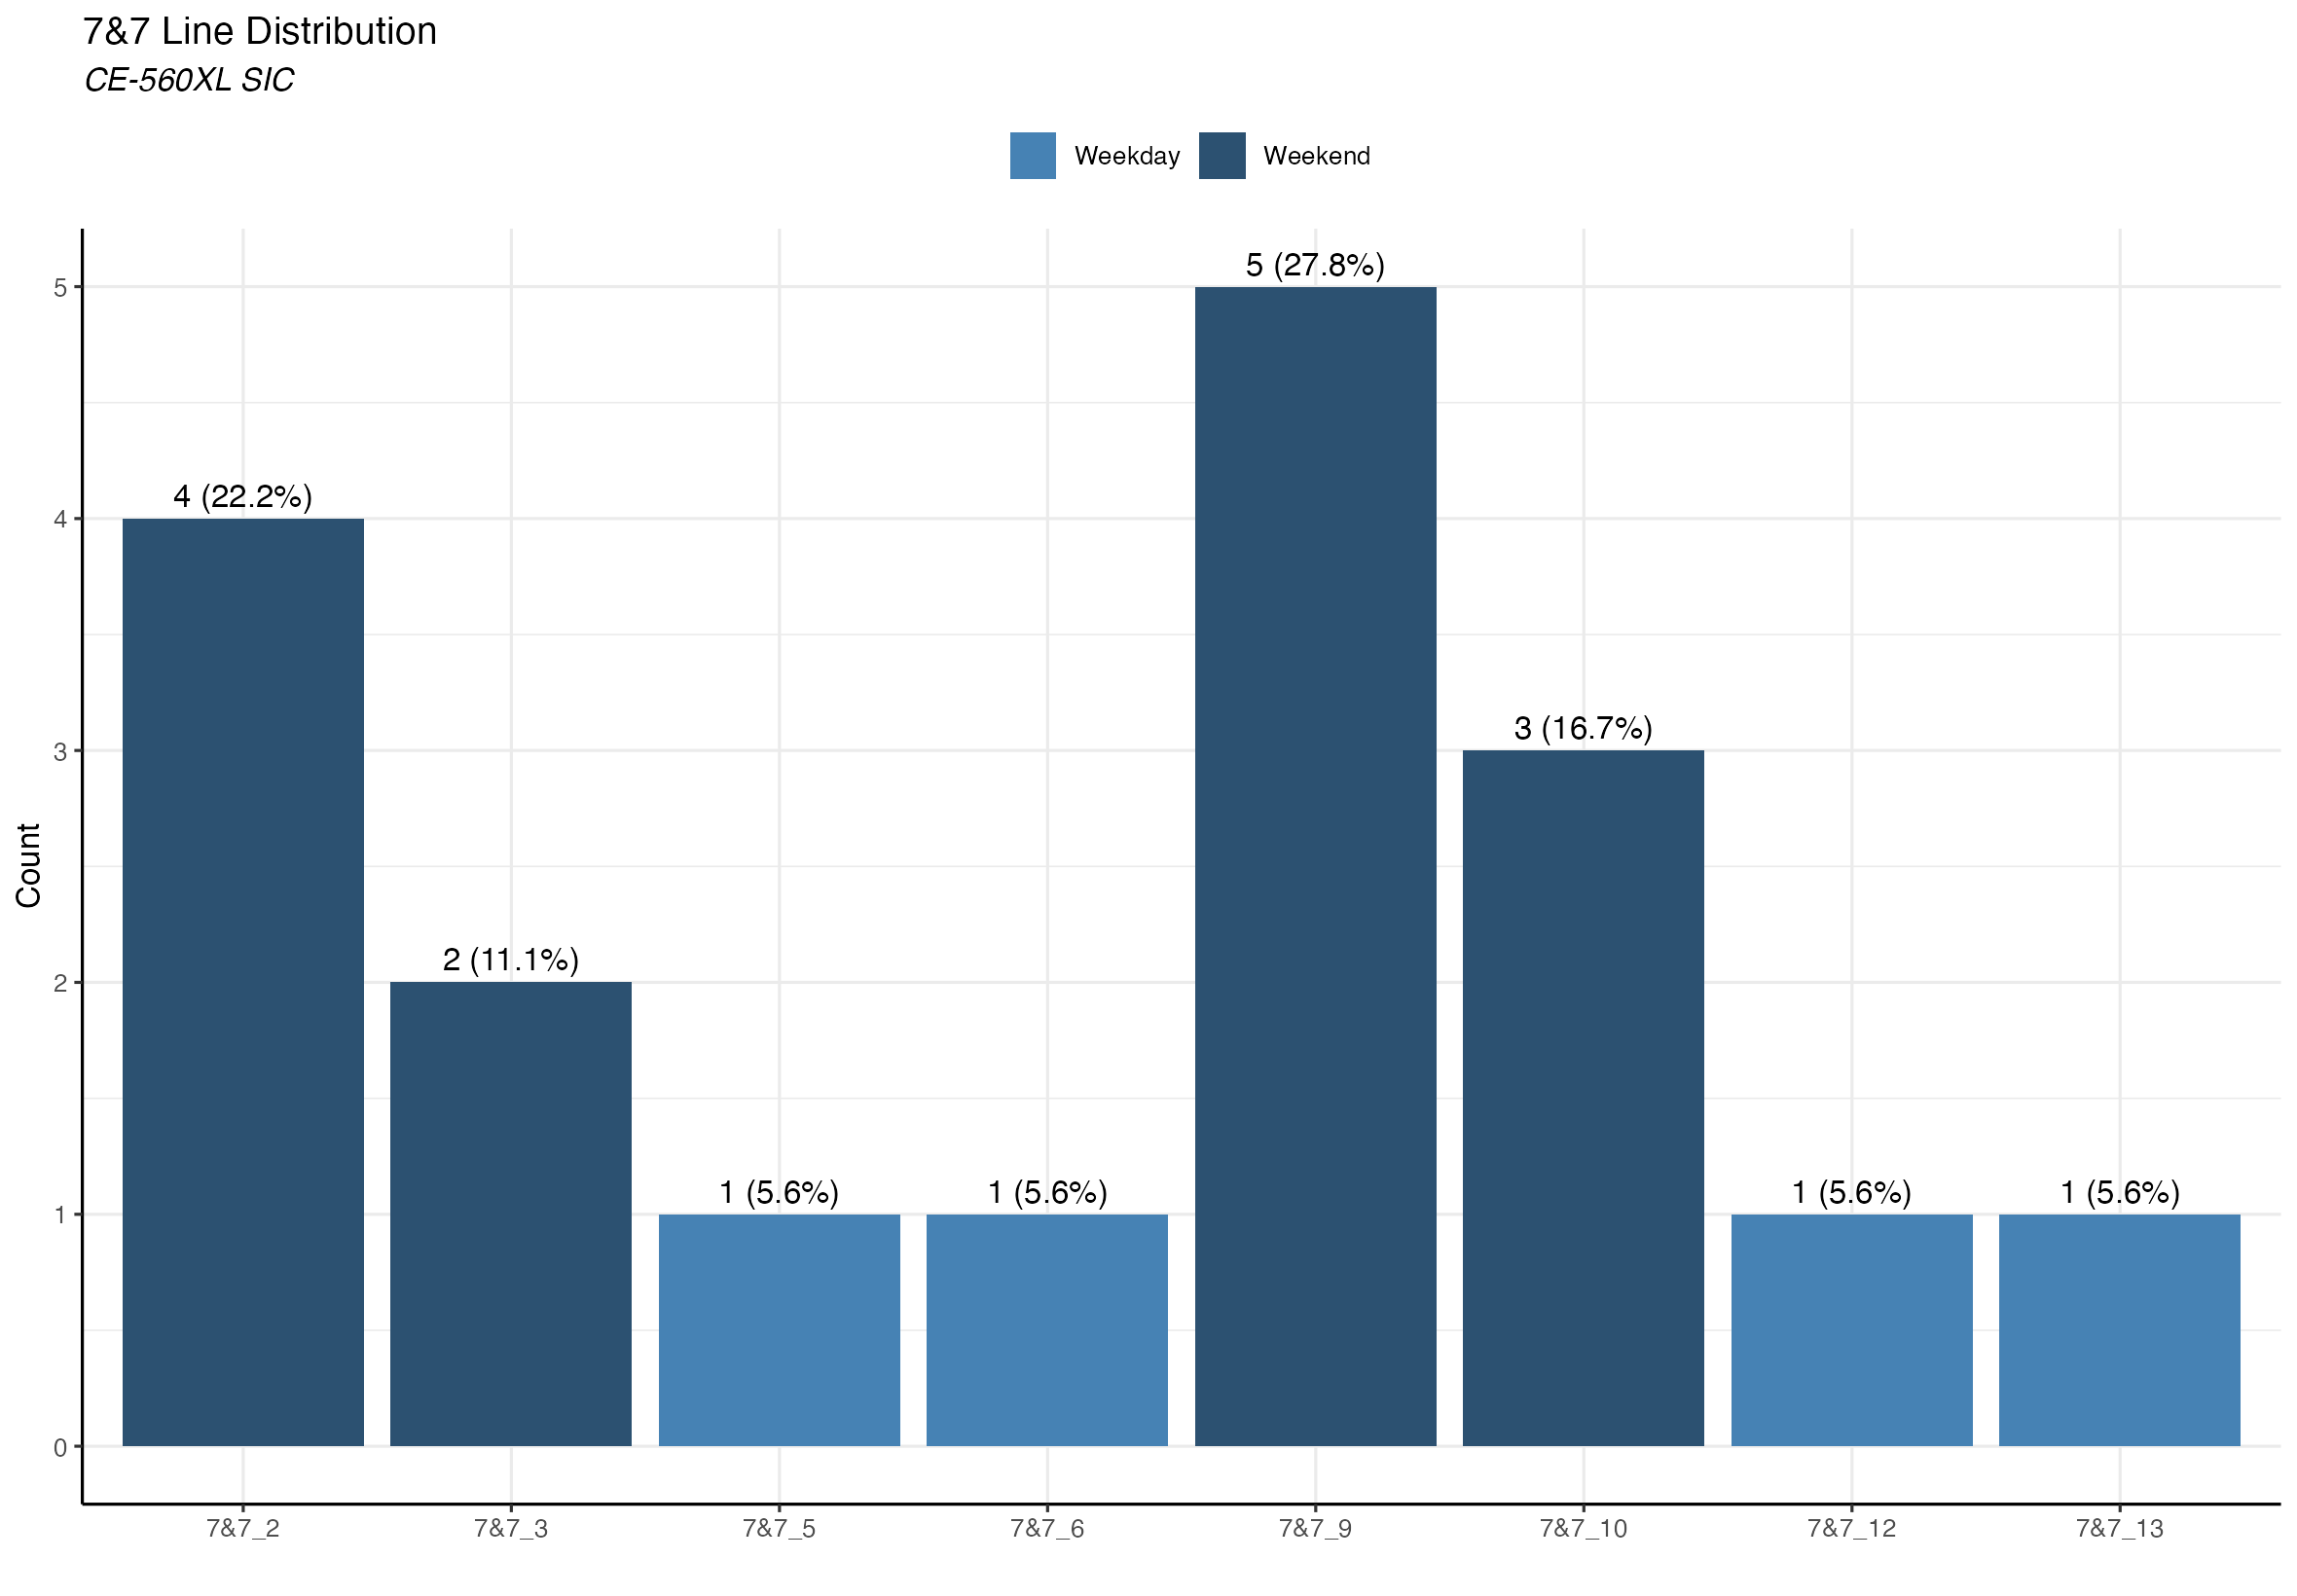 7&7 Line Distribution
CE-560XL SIC
Weekday Weekend
5 (27.8%)
5
4 (22.2%)
4
3 (16.7%)
3
Count
2 (11.1%)
2
1 (5.6%) 1 (5.6%) 1 (5.6%) 1 (5.6%)
1
0
7&7_2 7&7_3 7&7_5 7&7_6 7&7_9 7&7_10 7&7_12 7&7_13